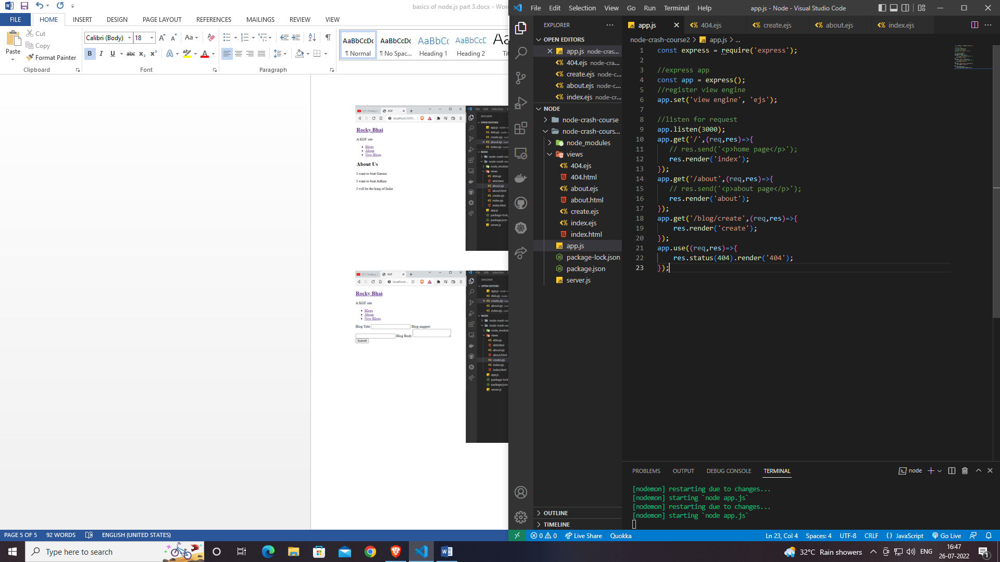 basics of node.js part 3.docx - Wor
FILE
HOME
INSERT
DESIGN
PAGE LAYOUT
REFERENCES
MAILINGS
REVIEW
VIEW
Paste
Cut
Copy
Format Painter
Clipboard
Calibri (Body)
18
Font
Paragraph
AaBbCcDc
¶ Normal
AaBbCcDc
¶ No Spac...
AaBbCc
Heading 1
AaBbCcD
Heading 2
AaB
Tit
KGF
localhost:3000...
Rocky Bhai
A KGF site
Blogs
About
New Blogs
About Us
I want to beat Garura
I want to beat Adhira
I will be the king of India
KGF
localhost...
Rocky Bhai
A KGF site
Blogs
About
New Blogs
Blog Title
Blog snippet:
Blog Body
Submit
PAGE 5 OF 5
92 WORDS
ENGLISH (UNITED STATES)
File
Edit
Selection
View
Go
Run
Terminal
Help
app.js - Node - Visual Studio Code
EXPLORER
OPEN EDITORS
app.js node-cras...
404.ejs node-cra...
create.ejs node-c...
about.ejs node-c...
index.ejs node-cr...
NODE
node-crash-course
node-crash-cours...
node_modules
views
404.ejs
404.html
about.ejs
about.html
create.ejs
index.ejs
index.html
app.js
package-lock.json
package.json
server.js
OUTLINE
TIMELINE
app.js
404.ejs
create.ejs
about.ejs
index.ejs
node-crash-course2 > app.js > ...
1 const express = require('express');
2
3 //express app
4 const app = express();
5 //register view engine
6 app.set('view engine', 'ejs');
7
8 //listen for request
9 app.listen(3000);
10 app.get('/',(req,res)=>{
11 // res.send('<p>home page</p>');
12 res.render('index');
13 });
14 app.get('/about',(req,res)=>{
15 // res.send('<p>about page</p>');
16 res.render('about');
17 });
18 app.get('/blog/create',(req,res)=>{
19 res.render('create');
20 });
21 app.use((req,res)=>{
22 res.status(404).render('404');
23 });
PROBLEMS
OUTPUT
DEBUG CONSOLE
TERMINAL
node
[nodemon] restarting due to changes...
[nodemon] starting `node app.js`
[nodemon] restarting due to changes...
[nodemon] starting `node app.js`
0
0
Live Share
Quokka
Ln 23, Col 4
Spaces: 4
UTF-8
CRLF
JavaScript
Go Live
Type here to search
32°C Rain showers
ENG
16:47
26-07-2022
1